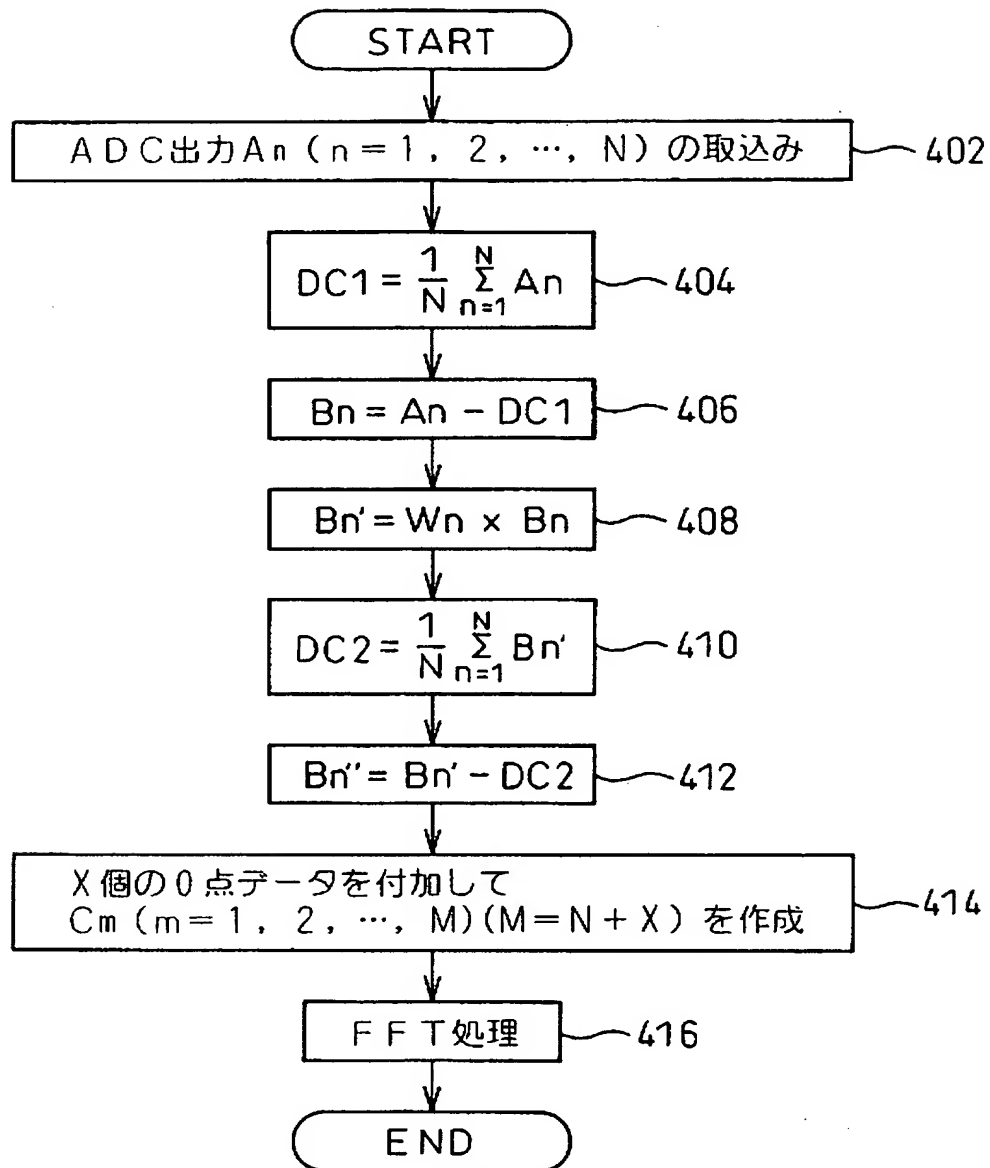 START
ADC出力An(n=1, 2, …, N)の取込み
402
DC1=1/N Σ[n=1..N] An
404
Bn=An-DC1
406
Bn'=Wn×Bn
408
DC2=1/N Σ[n=1..N] Bn'
410
Bn''=Bn'-DC2
412
X個の0点データを付加して
Cm(m=1, 2, …, M)(M=N+X)を作成
414
FFT処理
416
END